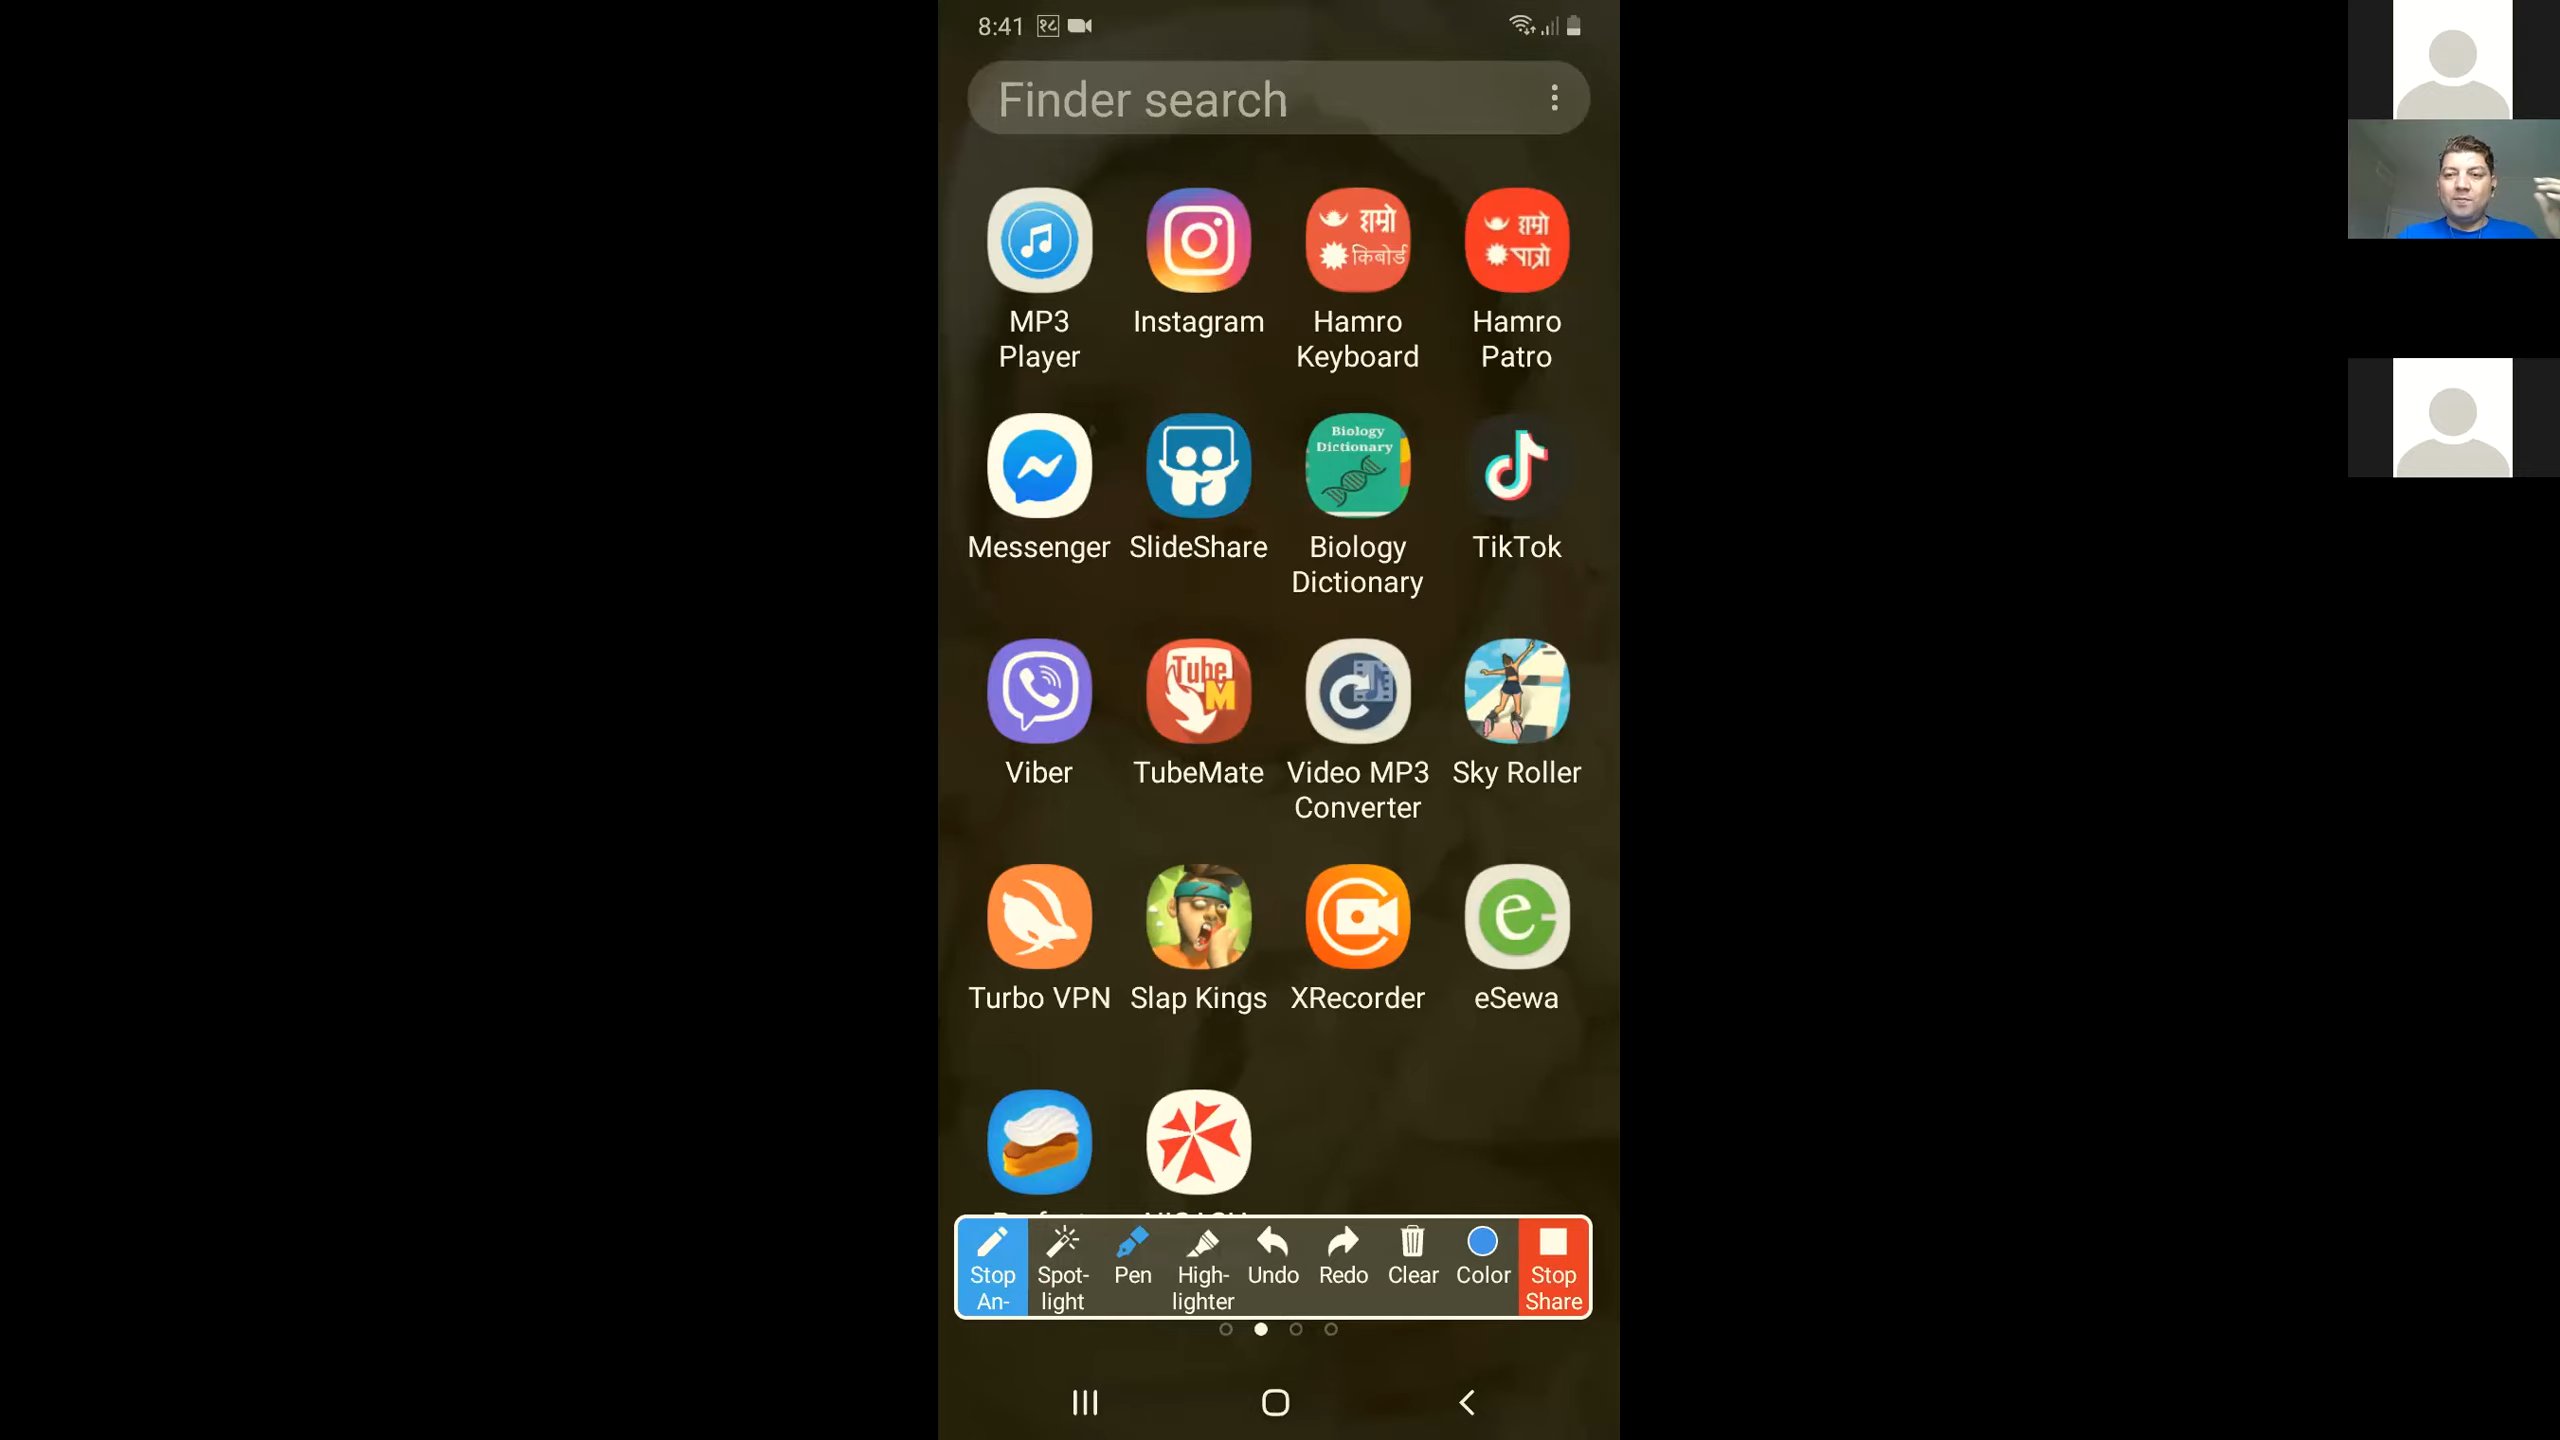 8:41 १८
Finder search
हाम्रो
किबोर्ड
हाम्रो
पात्रो
MP3
Player
Instagram
Hamro
Keyboard
Hamro
Patro
Biology
Dictionary
Messenger
SlideShare
Biology
Dictionary
TikTok
Tube
M
Viber
TubeMate
Video MP3
Converter
Sky Roller
e
Turbo VPN
Slap Kings
XRecorder
eSewa
Stop
An-
Spot-
light
Pen
High-
lighter
Undo
Redo
Clear
Color
Stop
Share